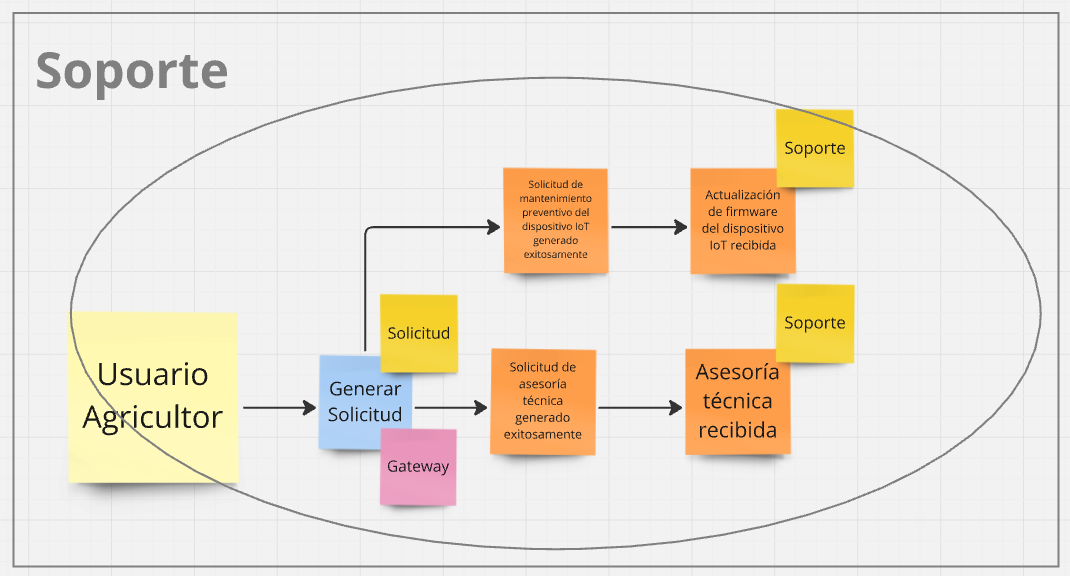 Soporte
Soporte
Solicitud de
mantenimiento
preventivo del
dispositivo IoT
generado
exitosamente
Actualización
de firmware
del dispositivo
IoT recibida
Soporte
Solicitud
Usuario
Agricultor
Generar
Solicitud
Solicitud de
asesoría
técnica
generado
exitosamente
Asesoría
técnica
recibida
Gateway